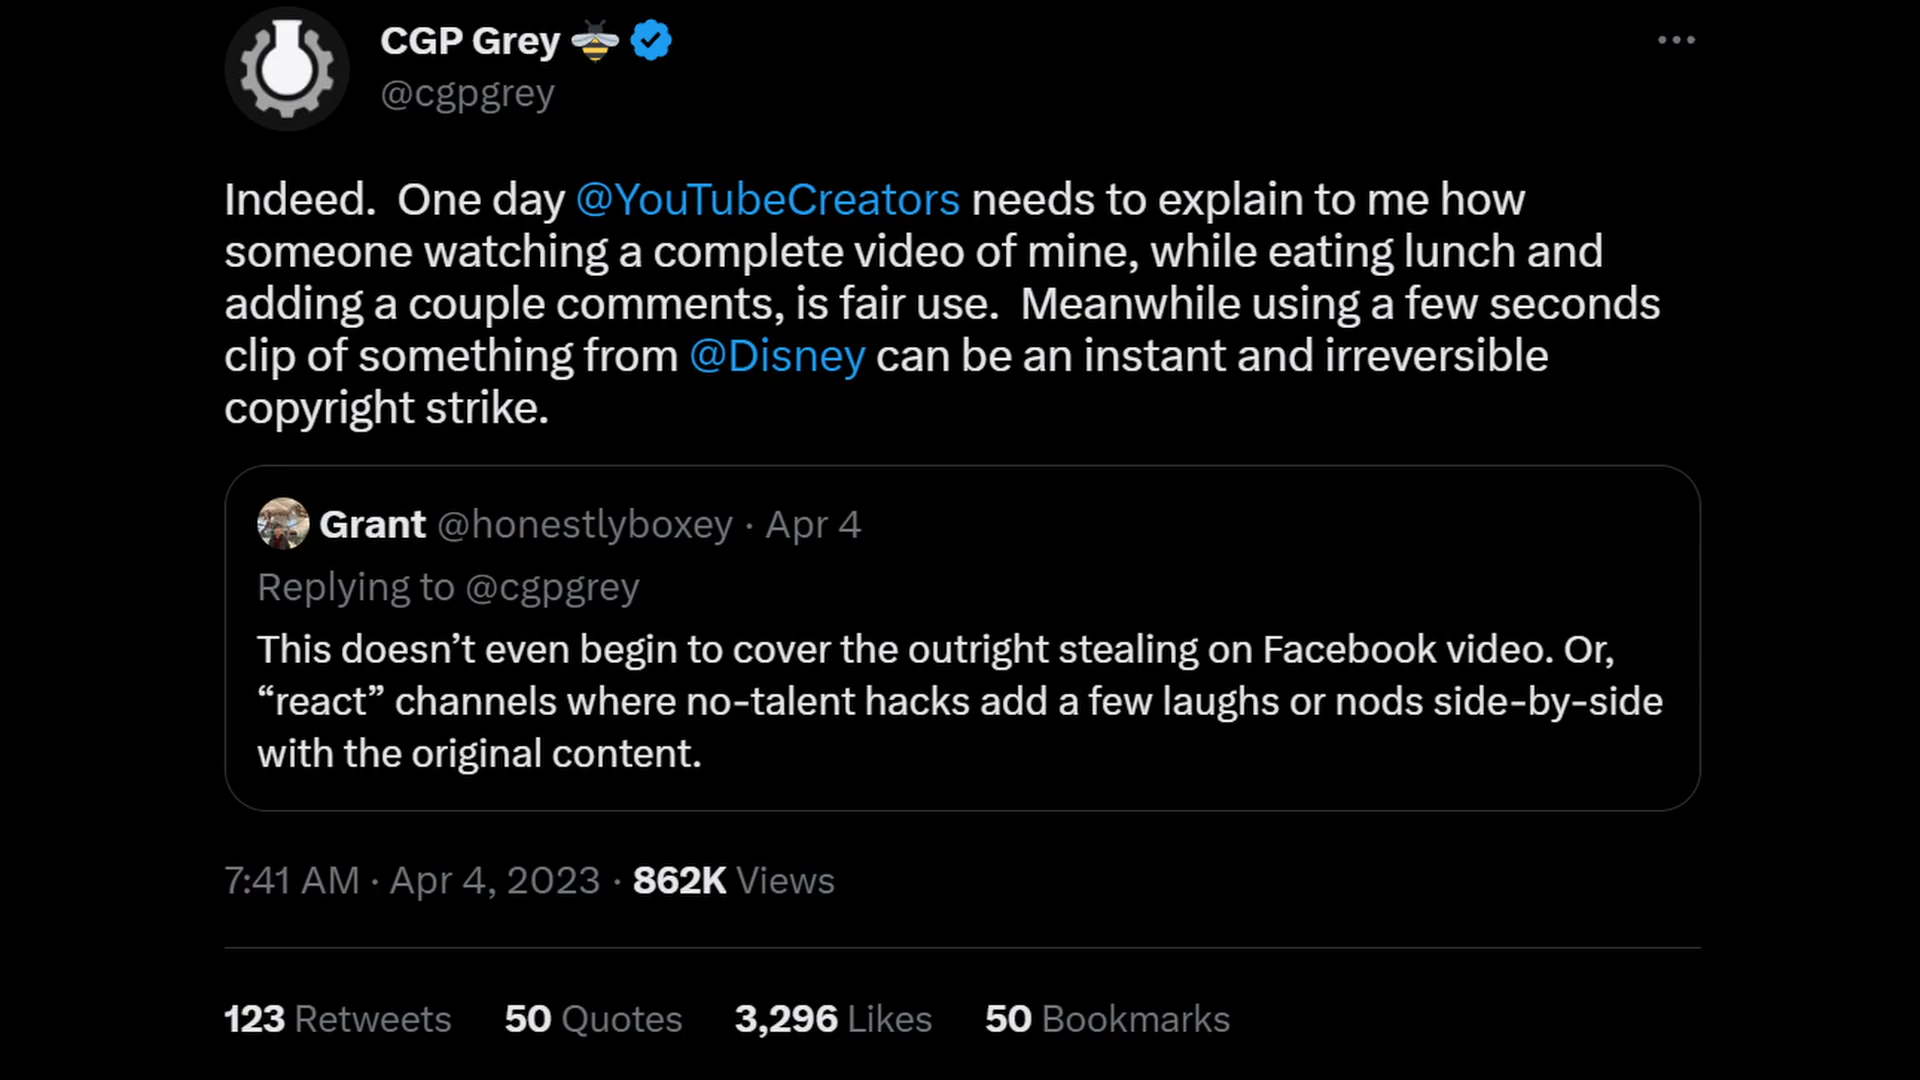 CGP Grey 🐝
@cgpgrey
Indeed.  One day @YouTubeCreators needs to explain to me how
someone watching a complete video of mine, while eating lunch and
adding a couple comments, is fair use.  Meanwhile using a few seconds
clip of something from @Disney can be an instant and irreversible
copyright strike.
Grant @honestlyboxey · Apr 4
Replying to @cgpgrey
This doesn’t even begin to cover the outright stealing on Facebook video. Or,
“react” channels where no-talent hacks add a few laughs or nods side-by-side
with the original content.
7:41 AM · Apr 4, 2023 · 862K Views
123 Retweets 50 Quotes 3,296 Likes 50 Bookmarks